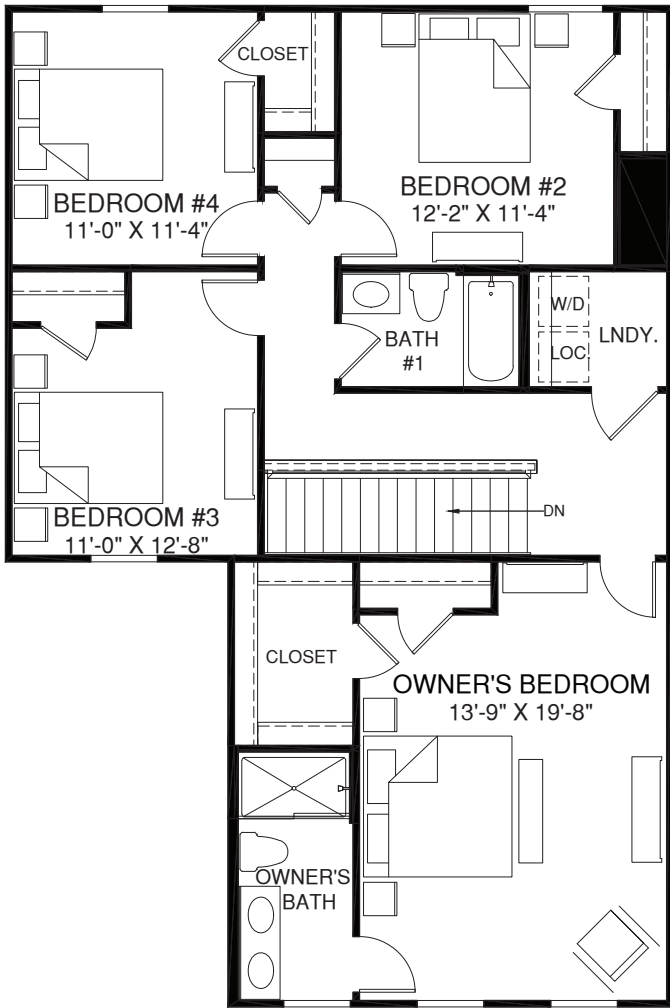 CLOSET
BEDROOM #4
11'-0" X 11'-4"
BEDROOM #2
12'-2" X 11'-4"
BATH
#1
W/D
LOC.
LNDY.
DN
BEDROOM #3
11'-0" X 12'-8"
CLOSET
OWNER'S BEDROOM
13'-9" X 19'-8"
OWNER'S
BATH